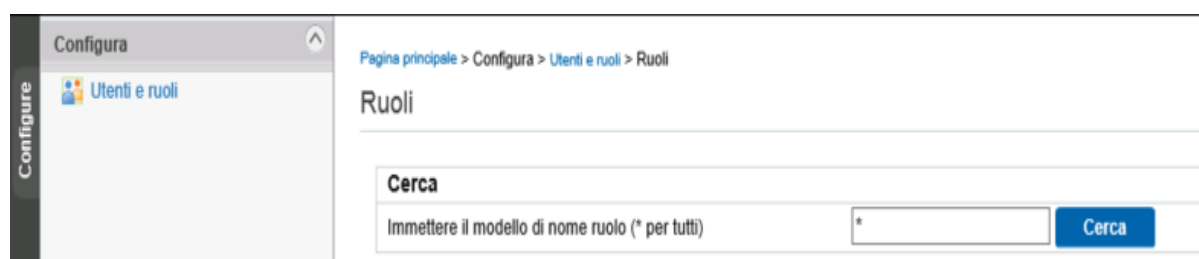 Configure
Configura
Utenti e ruoli
Pagina principale > Configura > Utenti e ruoli > Ruoli
Ruoli
Cerca
Immettere il modello di nome ruolo (* per tutti)
*
Cerca